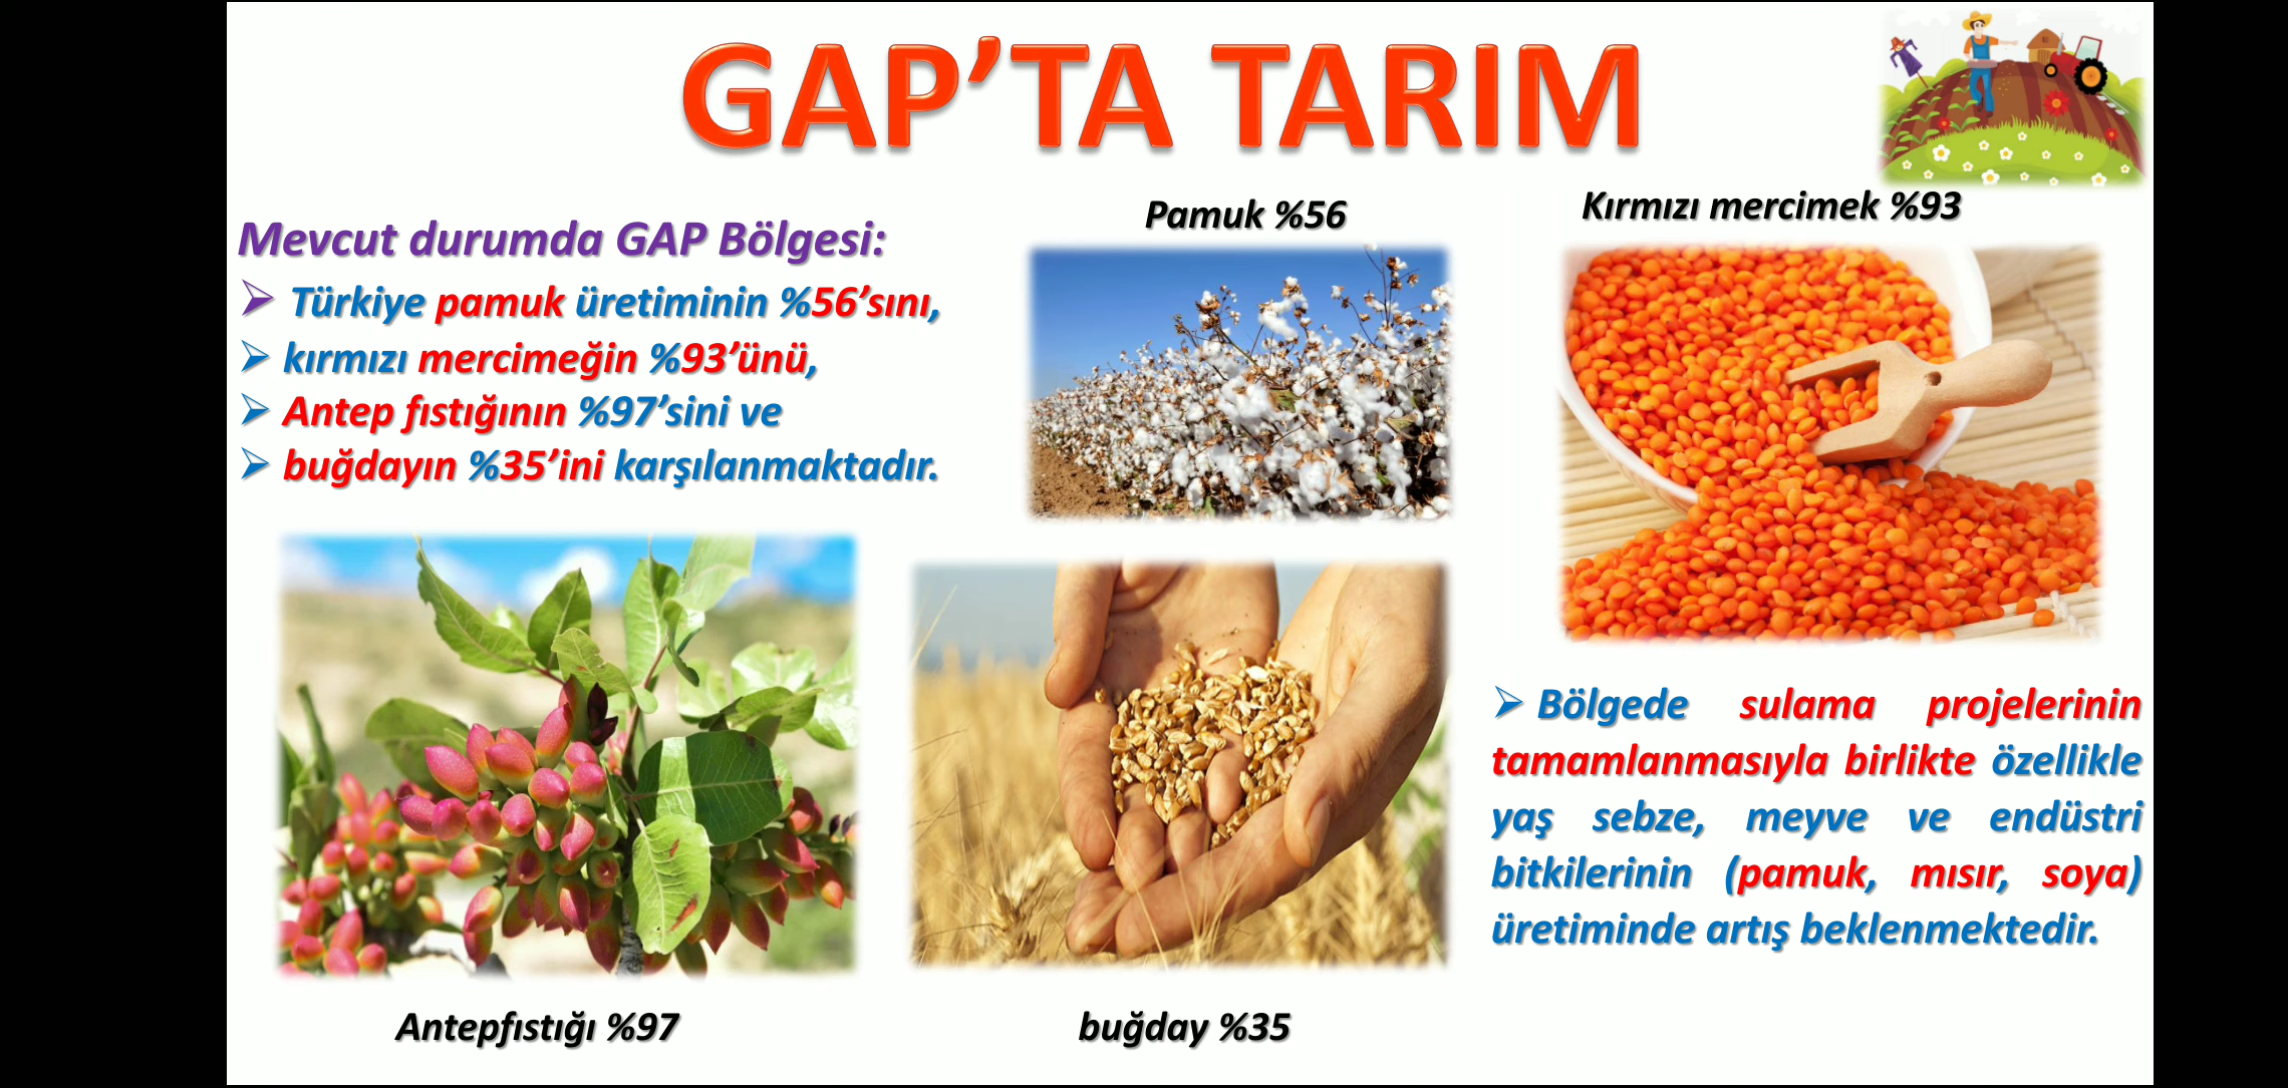 GAP’TA TARIM
Mevcut durumda GAP Bölgesi:
➢ Türkiye pamuk üretiminin %56’sını,
➢ kırmızı mercimeğin %93’ünü,
➢ Antep fıstığının %97’sini ve
➢ buğdayın %35’ini karşılanmaktadır.
Pamuk %56
Kırmızı mercimek %93
Antepfıstığı %97
buğday %35
➢ Bölgede sulama projelerinin
tamamlanmasıyla birlikte özellikle
yaş sebze, meyve ve endüstri
bitkilerinin (pamuk, mısır, soya)
üretiminde artış beklenmektedir.